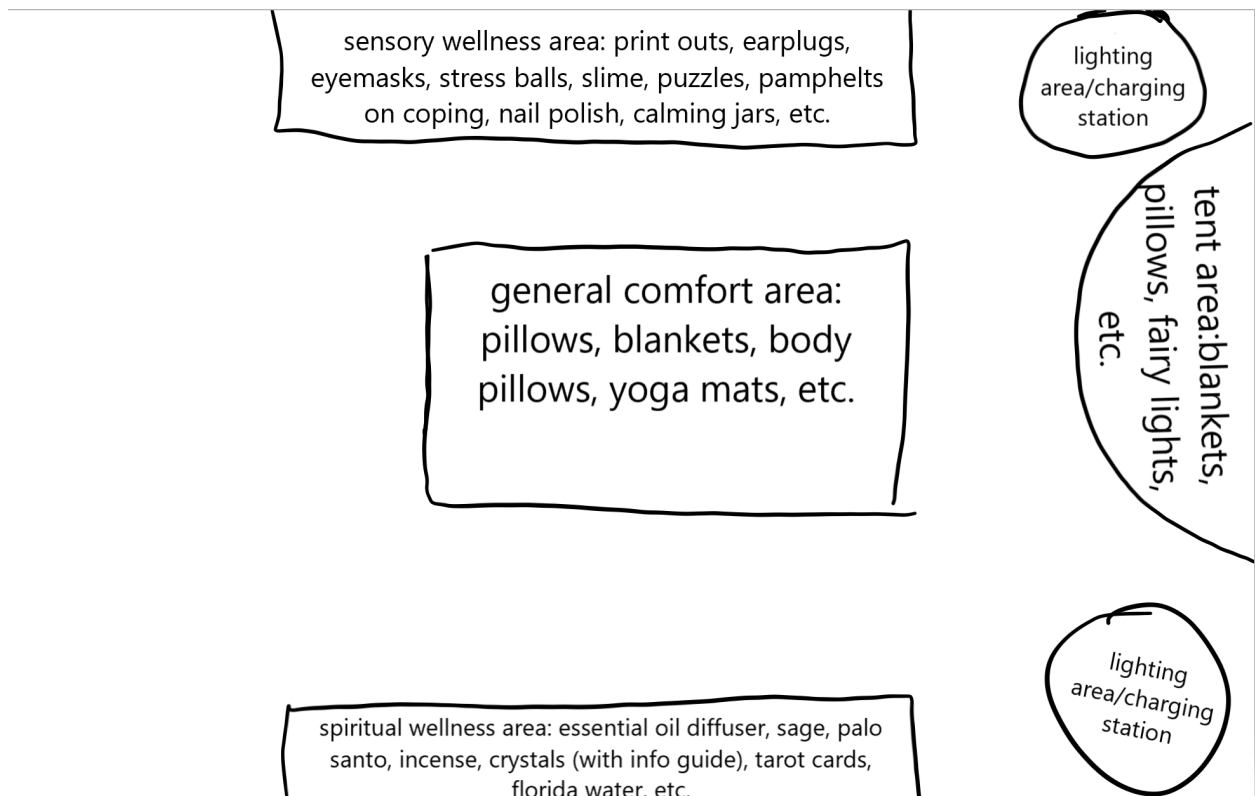 sensory wellness area: print outs, earplugs,
eyemasks, stress balls, slime, puzzles, pamphelts
on coping, nail polish, calming jars, etc.
lighting
area/charging
station
general comfort area:
pillows, blankets, body
pillows, yoga mats, etc.
tent area:blankets,
pillows, fairy lights,
etc.
lighting
area/charging
station
spiritual wellness area: essential oil diffuser, sage, palo
santo, incense, crystals (with info guide), tarot cards,
florida water, etc.